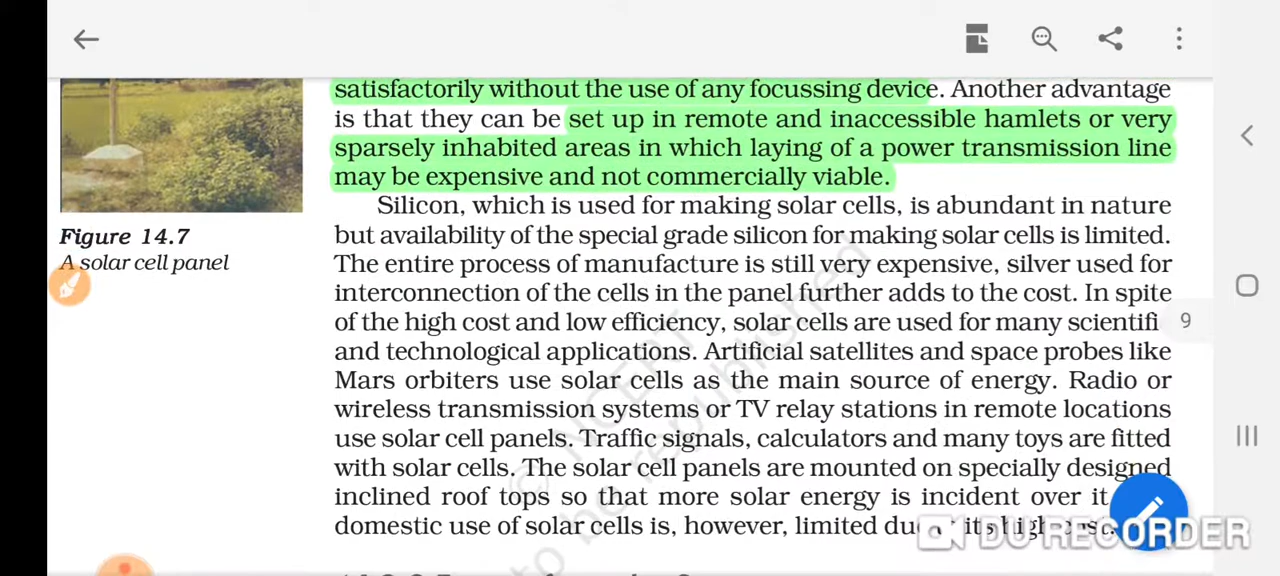 satisfactorily without the use of any focussing device. Another advantage
is that they can be set up in remote and inaccessible hamlets or very
sparsely inhabited areas in which laying of a power transmission line
may be expensive and not commercially viable.
Silicon, which is used for making solar cells, is abundant in nature
but availability of the special grade silicon for making solar cells is limited.
The entire process of manufacture is still very expensive, silver used for
interconnection of the cells in the panel further adds to the cost. In spite
of the high cost and low efficiency, solar cells are used for many scientifi
and technological applications. Artificial satellites and space probes like
Mars orbiters use solar cells as the main source of energy. Radio or
wireless transmission systems or TV relay stations in remote locations
use solar cell panels. Traffic signals, calculators and many toys are fitted
with solar cells. The solar cell panels are mounted on specially designed
inclined roof tops so that more solar energy is incident over it
domestic use of solar cells is, however, limited due its high cost.
Figure 14.7
A solar cell panel
9
© NCERT
to be republished
DU RECORDER